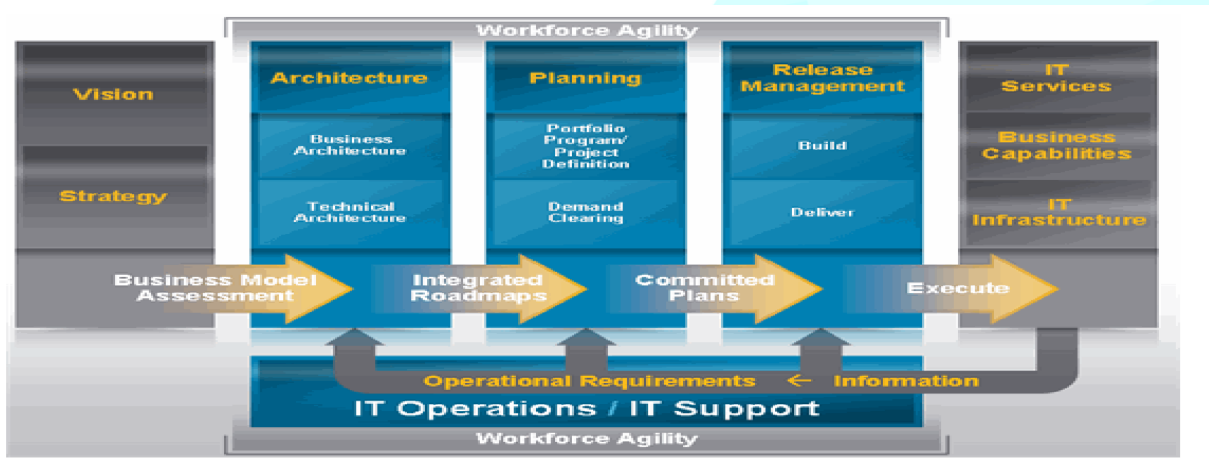 Workforce Agility
Vision
Strategy
Business Model
Assessment
Architecture
Business
Architecture
Technical
Architecture
Integrated
Roadmaps
Planning
Portfolio
Program/
Project
Definition
Demand
Clearing
Committed
Plans
Release
Management
Build
Deliver
Execute
IT
Services
Business
Capabilities
IT
Infrastructure
Operational Requirements ← Information
IT Operations / IT Support
Workforce Agility